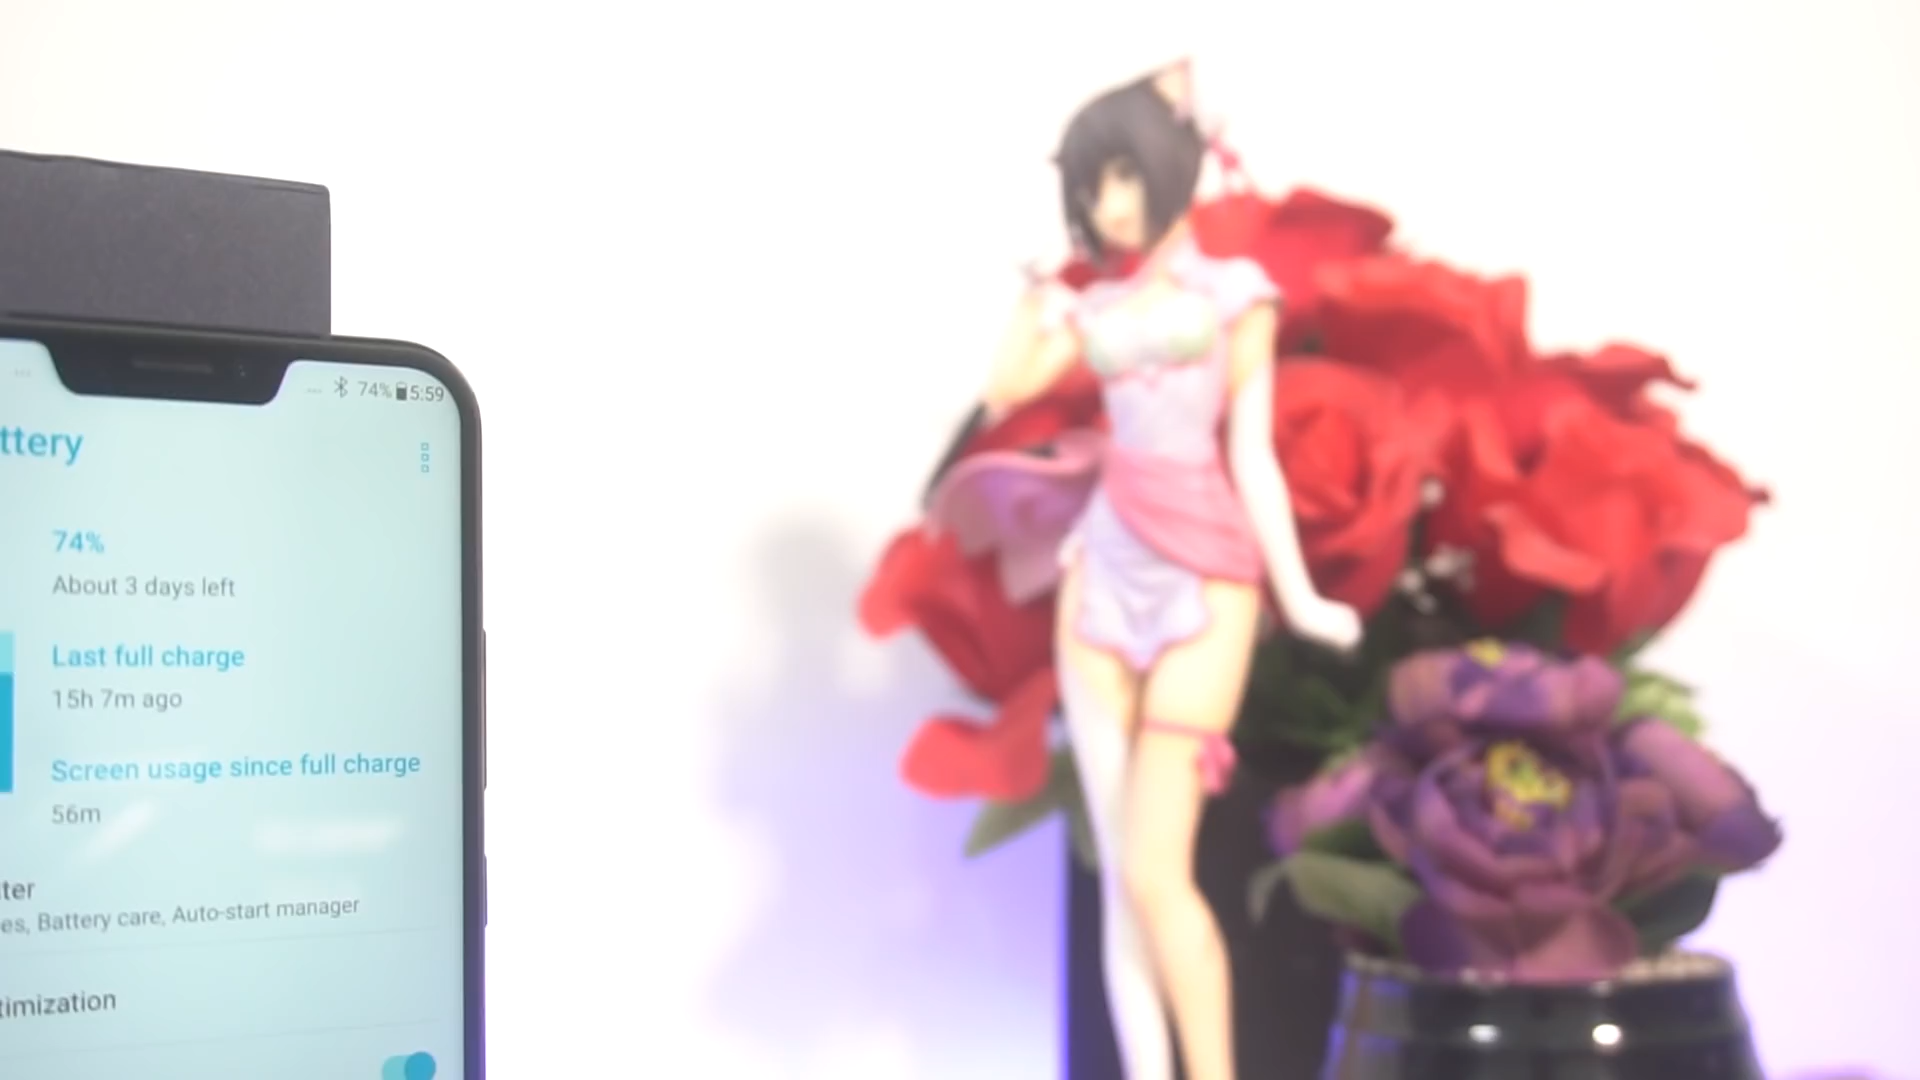 74% 5:59
ttery
74%
About 3 days left
Last full charge
15h 7m ago
Screen usage since full charge
56m
ter
es, Battery care, Auto-start manager
timization